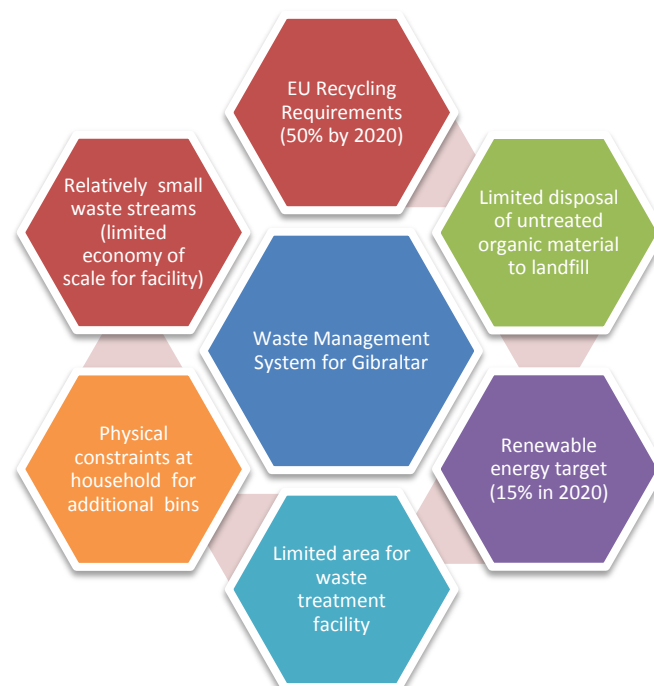 EU Recycling
Requirements
(50% by 2020)
Limited disposal
of untreated
organic material
to landfill
Renewable
energy target
(15% in 2020)
Limited area for
waste
treatment
facility
Physical
constraints at
household for
additional bins
Relatively small
waste streams
(limited
economy of
scale for facility)
Waste Management
System for Gibraltar